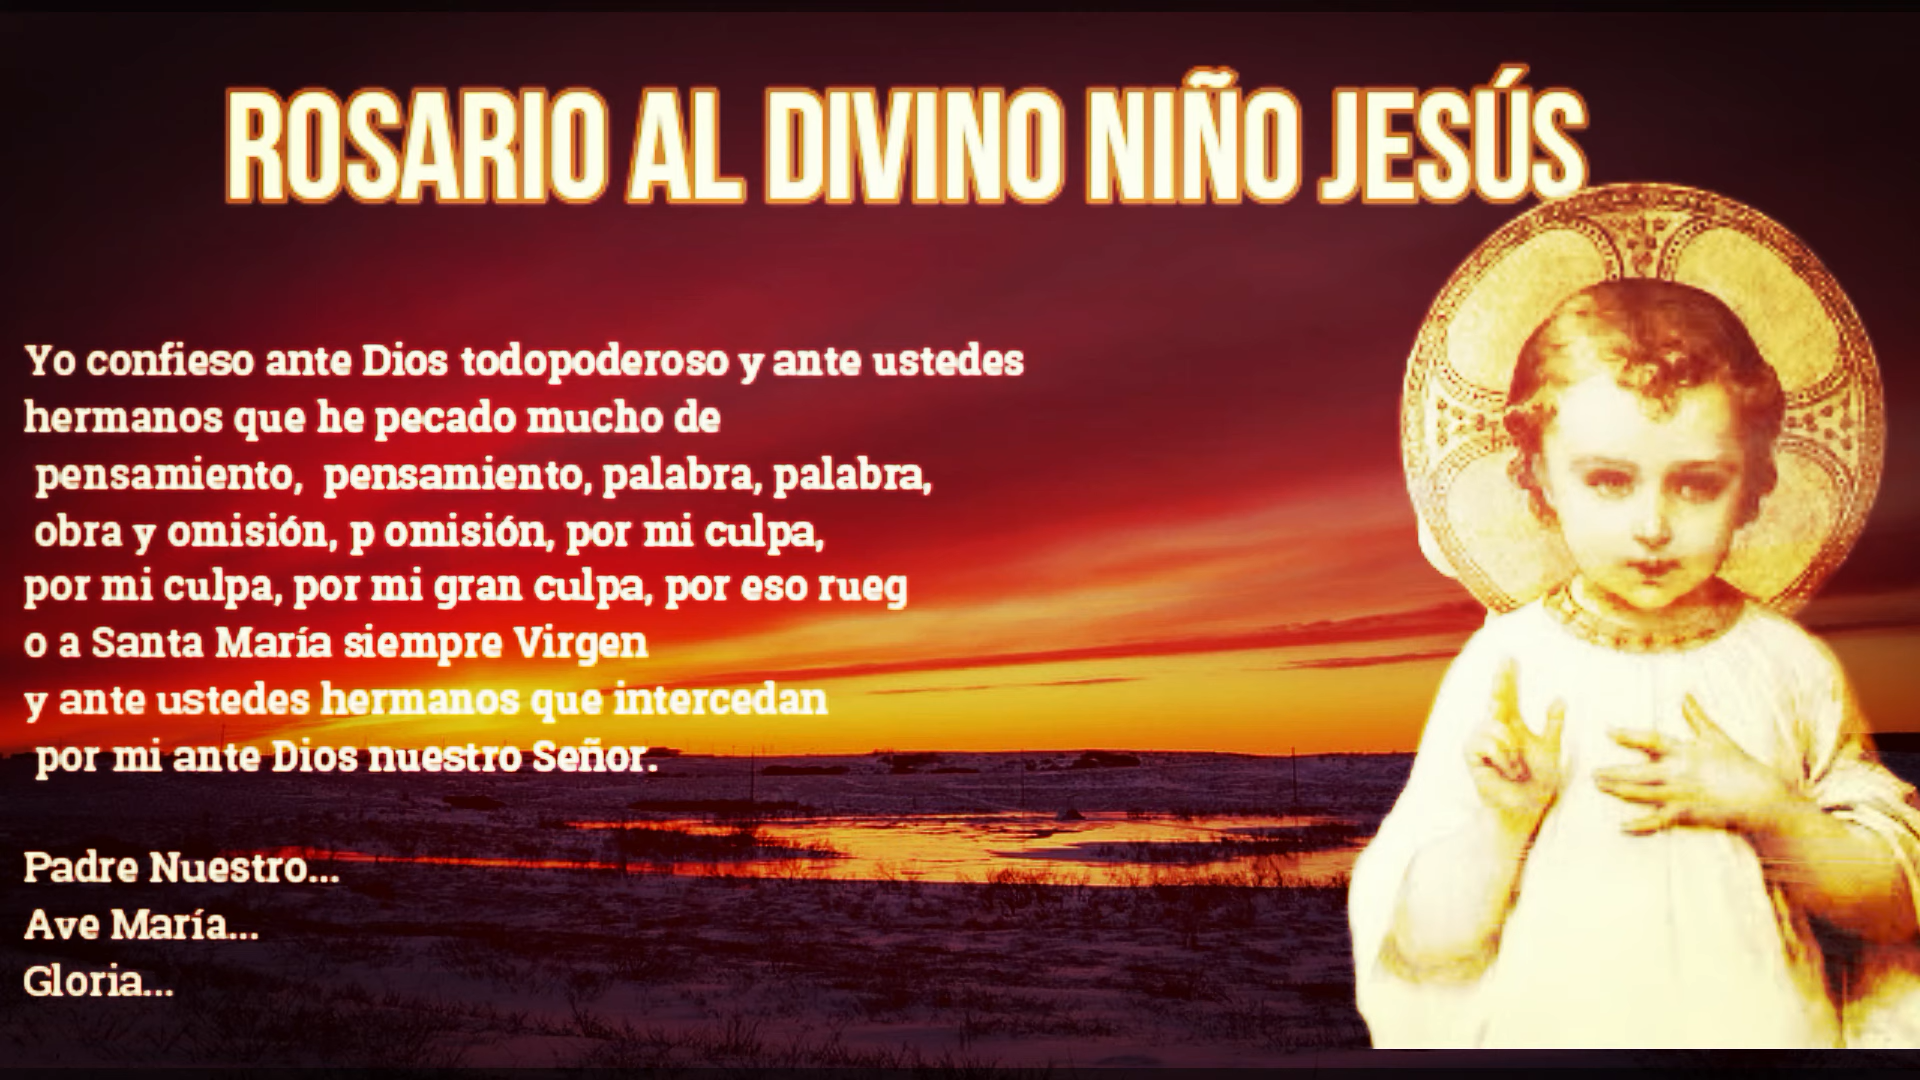 ROSARIO AL DIVINO NIÑO JESÚS
Yo confieso ante Dios todopoderoso y ante ustedes
hermanos que he pecado mucho de
pensamiento, pensamiento, palabra, palabra,
obra y omisión, p omisión, por mi culpa,
por mi culpa, por mi gran culpa, por eso rueg
o a Santa María siempre Virgen
y ante ustedes hermanos que intercedan
por mi ante Dios nuestro Señor.
Padre Nuestro...
Ave María...
Gloria...